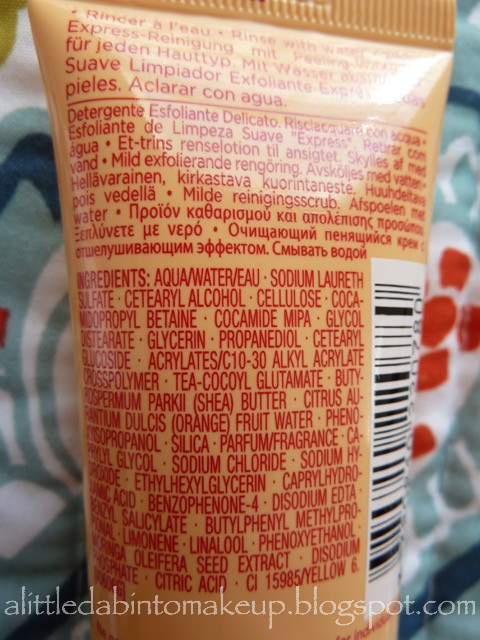 • Rincer à l'eau • Rinse with water
Express-Reinigung mit Peeling-
für jeden Hauttyp. Mit Wasser
Suave Limpiador Exfoliante Express
pieles. Aclarar con agua.
Detergente Esfoliante Delicato. Risciacquare con acqua •
Esfoliante de Limpeza Suave "Express". Retirar com
água • Et-trins renselotion til ansigtet. Skylles af med
vand • Mild exfolierande rengöring. Avsköljes med vatten •
Hellävarainen, kirkastava kuorintaneste. Huuhdeltava
pois vedellä • Milde reinigingsscrub. Afspoelen met
water • Προϊόν καθαρισμού και απολέπισης προσώπου.
Ξεπλύνετε με νερό • Очищающий пенящийся крем с
отшелушивающим эффектом. Смывать водой
INGREDIENTS: AQUA/WATER/EAU · SODIUM LAURETH
SULFATE · CETEARYL ALCOHOL · CELLULOSE · COCA-
MIDOPROPYL BETAINE · COCAMIDE MIPA · GLYCOL
DISTEARATE · GLYCERIN · PROPANEDIOL · CETEARYL
GLUCOSIDE · ACRYLATES/C10-30 ALKYL ACRYLATE
CROSSPOLYMER · TEA-COCOYL GLUTAMATE · BUTY-
ROSPERMUM PARKII (SHEA) BUTTER · CITRUS AU-
RANTIUM DULCIS (ORANGE) FRUIT WATER · PHENO-
XYISOPROPANOL · SILICA · PARFUM/FRAGRANCE · CA-
PRYLYL GLYCOL · SODIUM CHLORIDE · SODIUM HY-
DROXIDE · ETHYLHEXYLGLYCERIN · CAPRYLHYDRO-
XAMIC ACID · BENZOPHENONE-4 · DISODIUM EDTA ·
BENZYL SALICYLATE · BUTYLPHENYL METHYLPRO-
PIONAL · LIMONENE · LINALOOL · PHENOXYETHANOL ·
MORINGA OLEIFERA SEED EXTRACT · DISODIUM
PHOSPHATE · CITRIC ACID · CI 15985/YELLOW 6.
alittledabintomakeup.blogspot.com